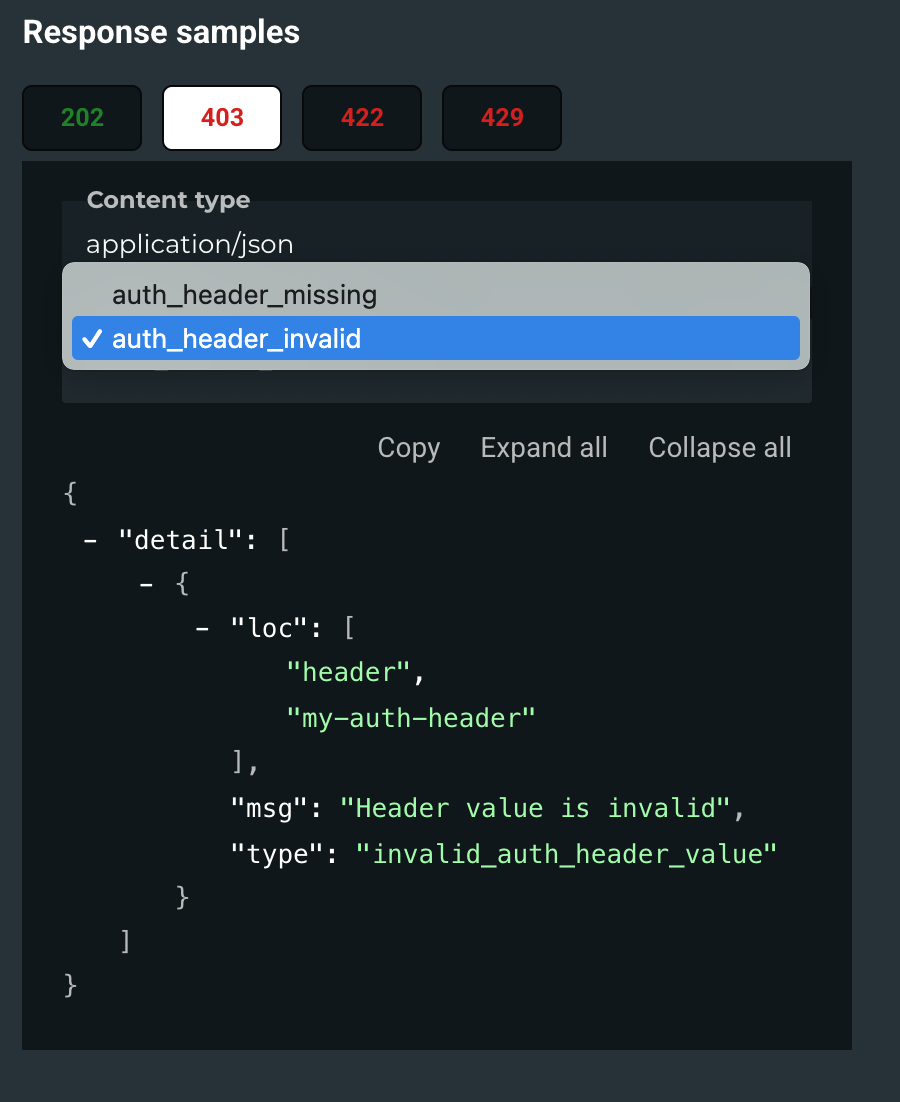 Response samples
202 403 422 429
Content type
application/json
auth_header_missing
✓ auth_header_invalid
Copy Expand all Collapse all
{
- "detail": [
- {
- "loc": [
"header",
"my-auth-header"
],
"msg": "Header value is invalid",
"type": "invalid_auth_header_value"
}
]
}